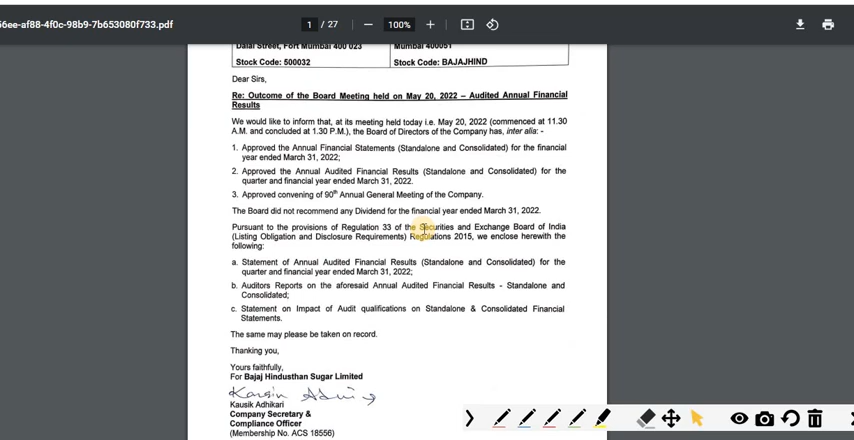 56ee-af88-4f0c-98b9-7b653080f733.pdf
1 / 27
100%
Dalal Street, Fort Mumbai 400 023
Mumbai 400051
Stock Code: 500032
Stock Code: BAJAJHIND
Dear Sirs,
Re: Outcome of the Board Meeting held on May 20, 2022 – Audited Annual Financial
Results
We would like to inform that, at its meeting held today i.e. May 20, 2022 (commenced at 11.30
A.M. and concluded at 1.30 P.M.), the Board of Directors of the Company has, inter alia: -
1. Approved the Annual Financial Statements (Standalone and Consolidated) for the financial
year ended March 31, 2022;
2. Approved the Annual Audited Financial Results (Standalone and Consolidated) for the
quarter and financial year ended March 31, 2022.
3. Approved convening of 90th Annual General Meeting of the Company.
The Board did not recommend any Dividend for the financial year ended March 31, 2022.
Pursuant to the provisions of Regulation 33 of the Securities and Exchange Board of India
(Listing Obligation and Disclosure Requirements) Regulations 2015, we enclose herewith the
following:
a. Statement of Annual Audited Financial Results (Standalone and Consolidated) for the
quarter and financial year ended March 31, 2022;
b. Auditors Reports on the aforesaid Annual Audited Financial Results - Standalone and
Consolidated;
c. Statement on Impact of Audit qualifications on Standalone & Consolidated Financial
Statements.
The same may please be taken on record.
Thanking you,
Yours faithfully,
For Bajaj Hindusthan Sugar Limited
Kausik Adhikari
Company Secretary &
Compliance Officer
(Membership No. ACS 18556)